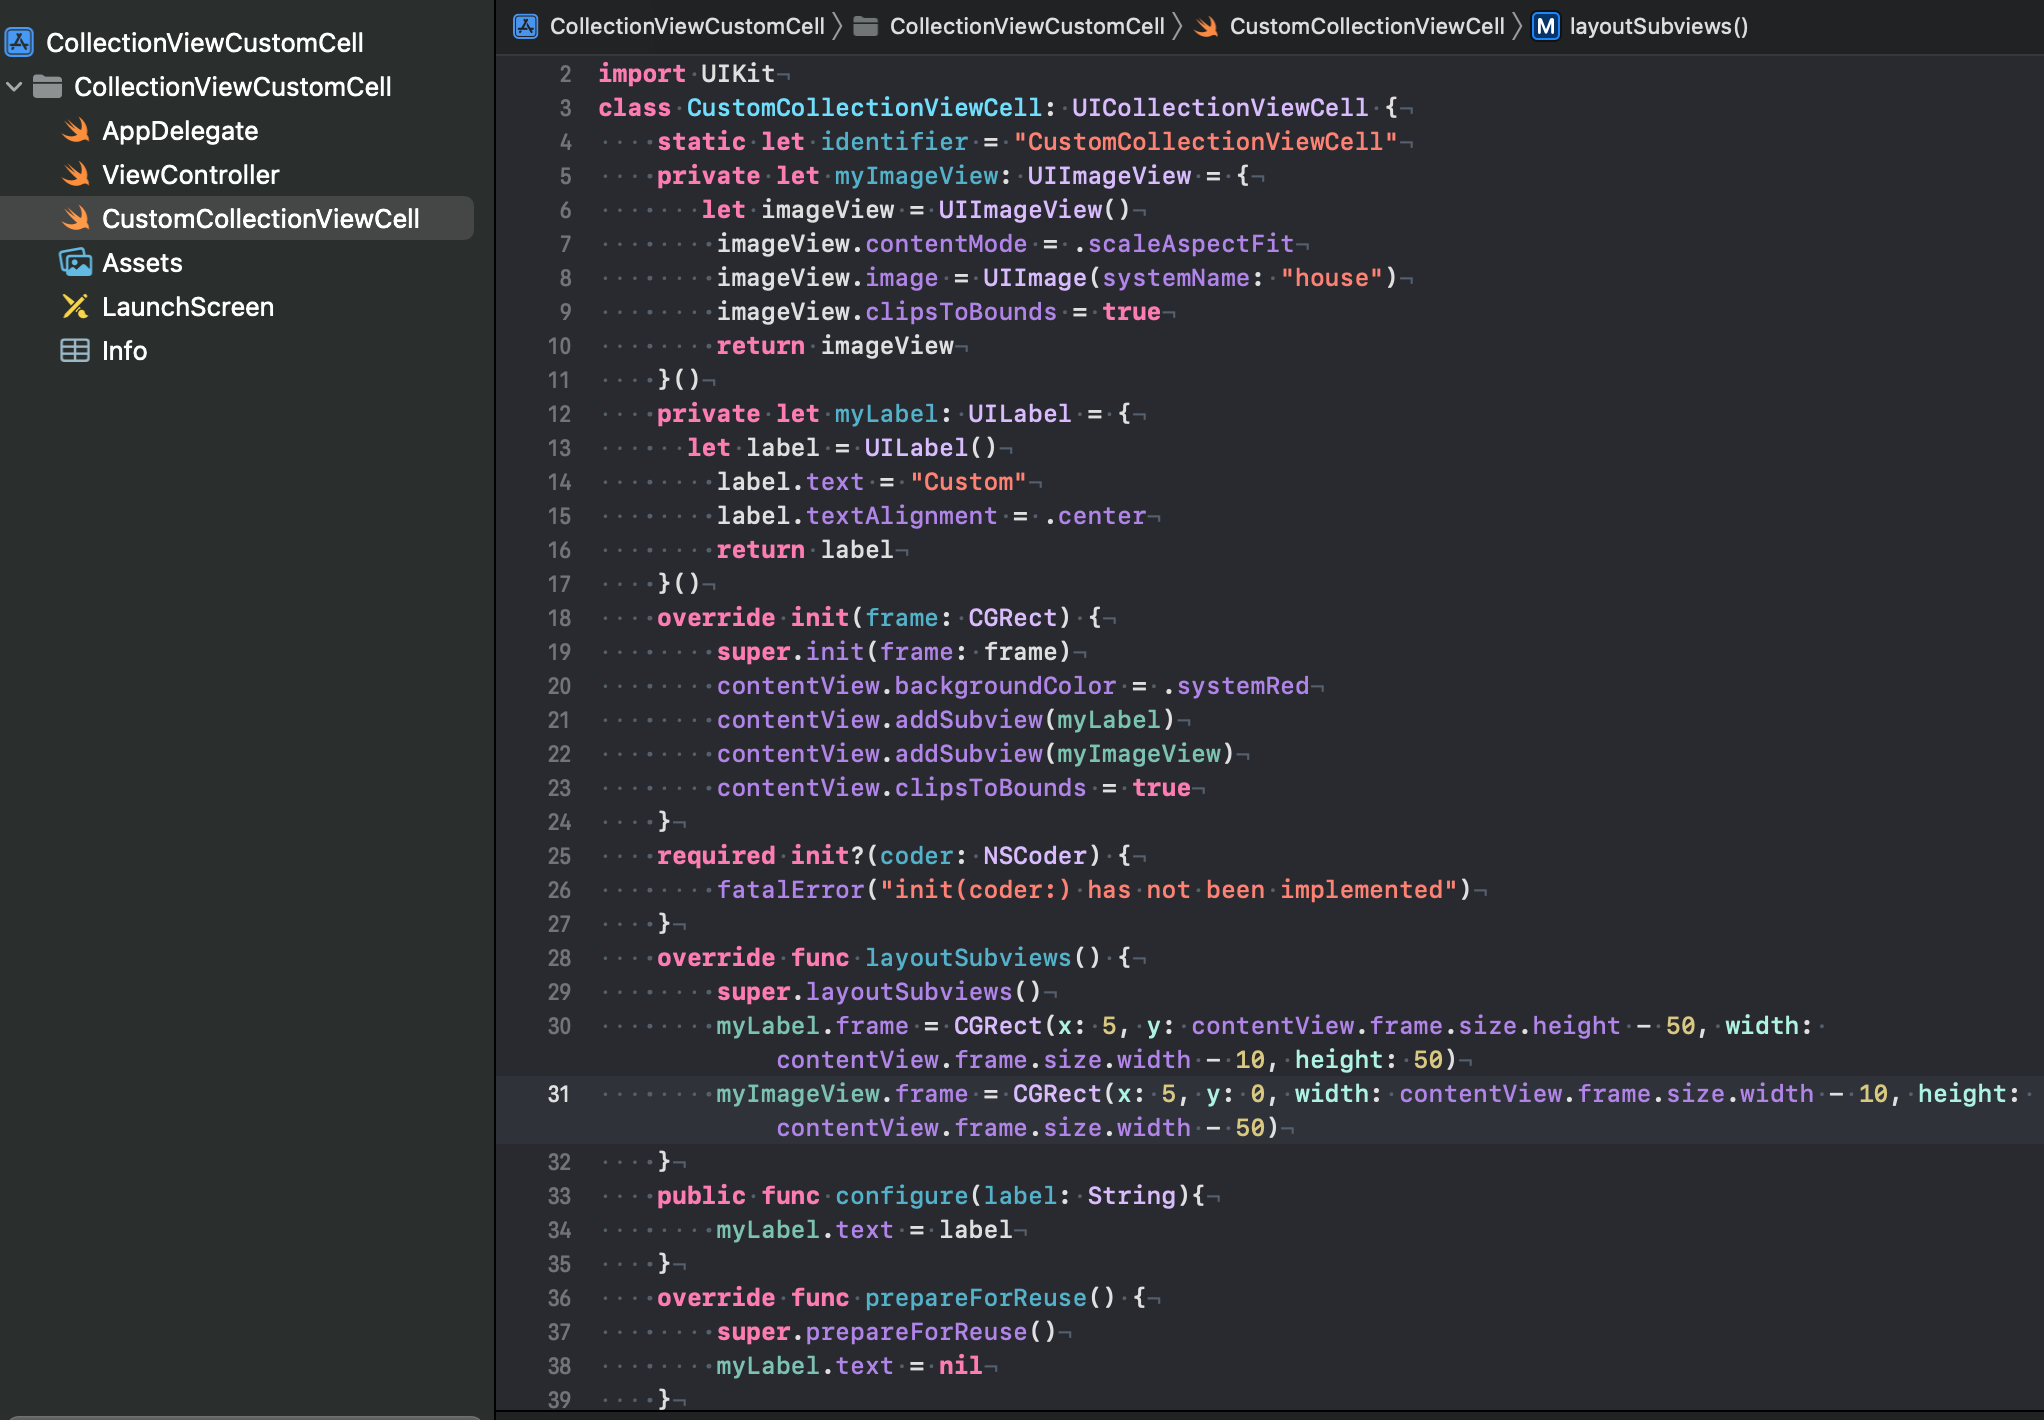 CollectionViewCustomCell
CollectionViewCustomCell
AppDelegate
ViewController
CustomCollectionViewCell
Assets
LaunchScreen
Info
CollectionViewCustomCell 〉 CollectionViewCustomCell 〉 CustomCollectionViewCell 〉 M layoutSubviews()
2 import UIKit
3 class CustomCollectionViewCell: UICollectionViewCell {
4     static let identifier = "CustomCollectionViewCell"
5     private let myImageView: UIImageView = {
6        let imageView = UIImageView()
7         imageView.contentMode = .scaleAspectFit
8         imageView.image = UIImage(systemName: "house")
9         imageView.clipsToBounds = true
10         return imageView
11     }()
12     private let myLabel: UILabel = {
13       let label = UILabel()
14         label.text = "Custom"
15         label.textAlignment = .center
16         return label
17     }()
18     override init(frame: CGRect) {
19         super.init(frame: frame)
20         contentView.backgroundColor = .systemRed
21         contentView.addSubview(myLabel)
22         contentView.addSubview(myImageView)
23         contentView.clipsToBounds = true
24     }
25     required init?(coder: NSCoder) {
26         fatalError("init(coder:) has not been implemented")
27     }
28     override func layoutSubviews() {
29         super.layoutSubviews()
30         myLabel.frame = CGRect(x: 5, y: contentView.frame.size.height - 50, width:
contentView.frame.size.width - 10, height: 50)
31         myImageView.frame = CGRect(x: 5, y: 0, width: contentView.frame.size.width - 10, height:
contentView.frame.size.width - 50)
32     }
33     public func configure(label: String){
34         myLabel.text = label
35     }
36     override func prepareForReuse() {
37         super.prepareForReuse()
38         myLabel.text = nil
39     }